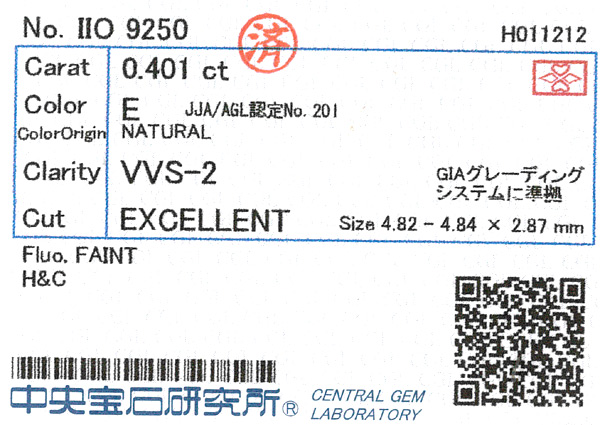 No. IIO 9250
済
H011212
Carat 0.401 ct
Color E JJA/AGL認定No. 201
ColorOrigin NATURAL
Clarity VVS-2
GIAグレーディング
システムに準拠
Cut EXCELLENT Size 4.82 - 4.84 × 2.87 mm
Fluo. FAINT
H&C
中央宝石研究所® CENTRAL GEM
LABORATORY